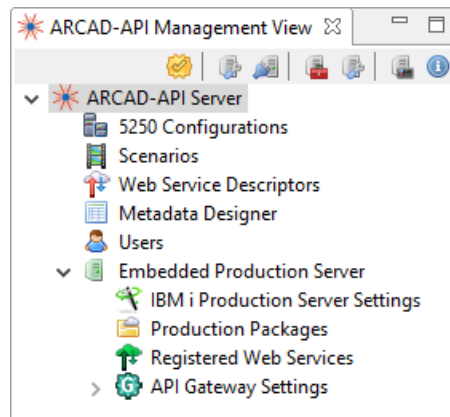 ARCAD-API Management View
ARCAD-API Server
5250 Configurations
Scenarios
Web Service Descriptors
Metadata Designer
Users
Embedded Production Server
IBM i Production Server Settings
Production Packages
Registered Web Services
API Gateway Settings